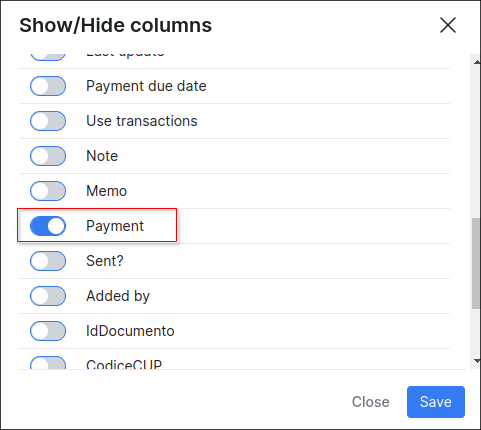 Show/Hide columns
Last update
Payment due date
Use transactions
Note
Memo
Payment
Sent?
Added by
IdDocumento
CodiceCUP
Close
Save